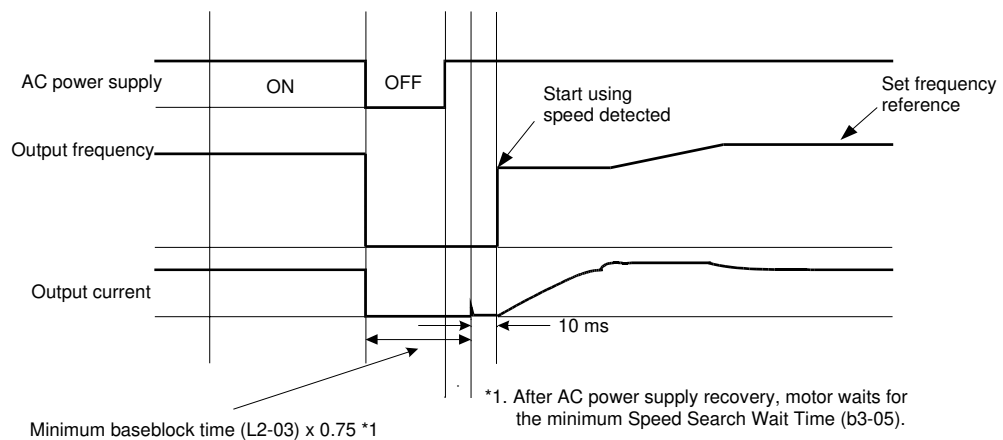 AC power supply
ON
OFF
Start using
speed detected
Set frequency
reference
Output frequency
Output current
10 ms
*1. After AC power supply recovery, motor waits for
the minimum Speed Search Wait Time (b3-05).
Minimum baseblock time (L2-03) x 0.75 *1